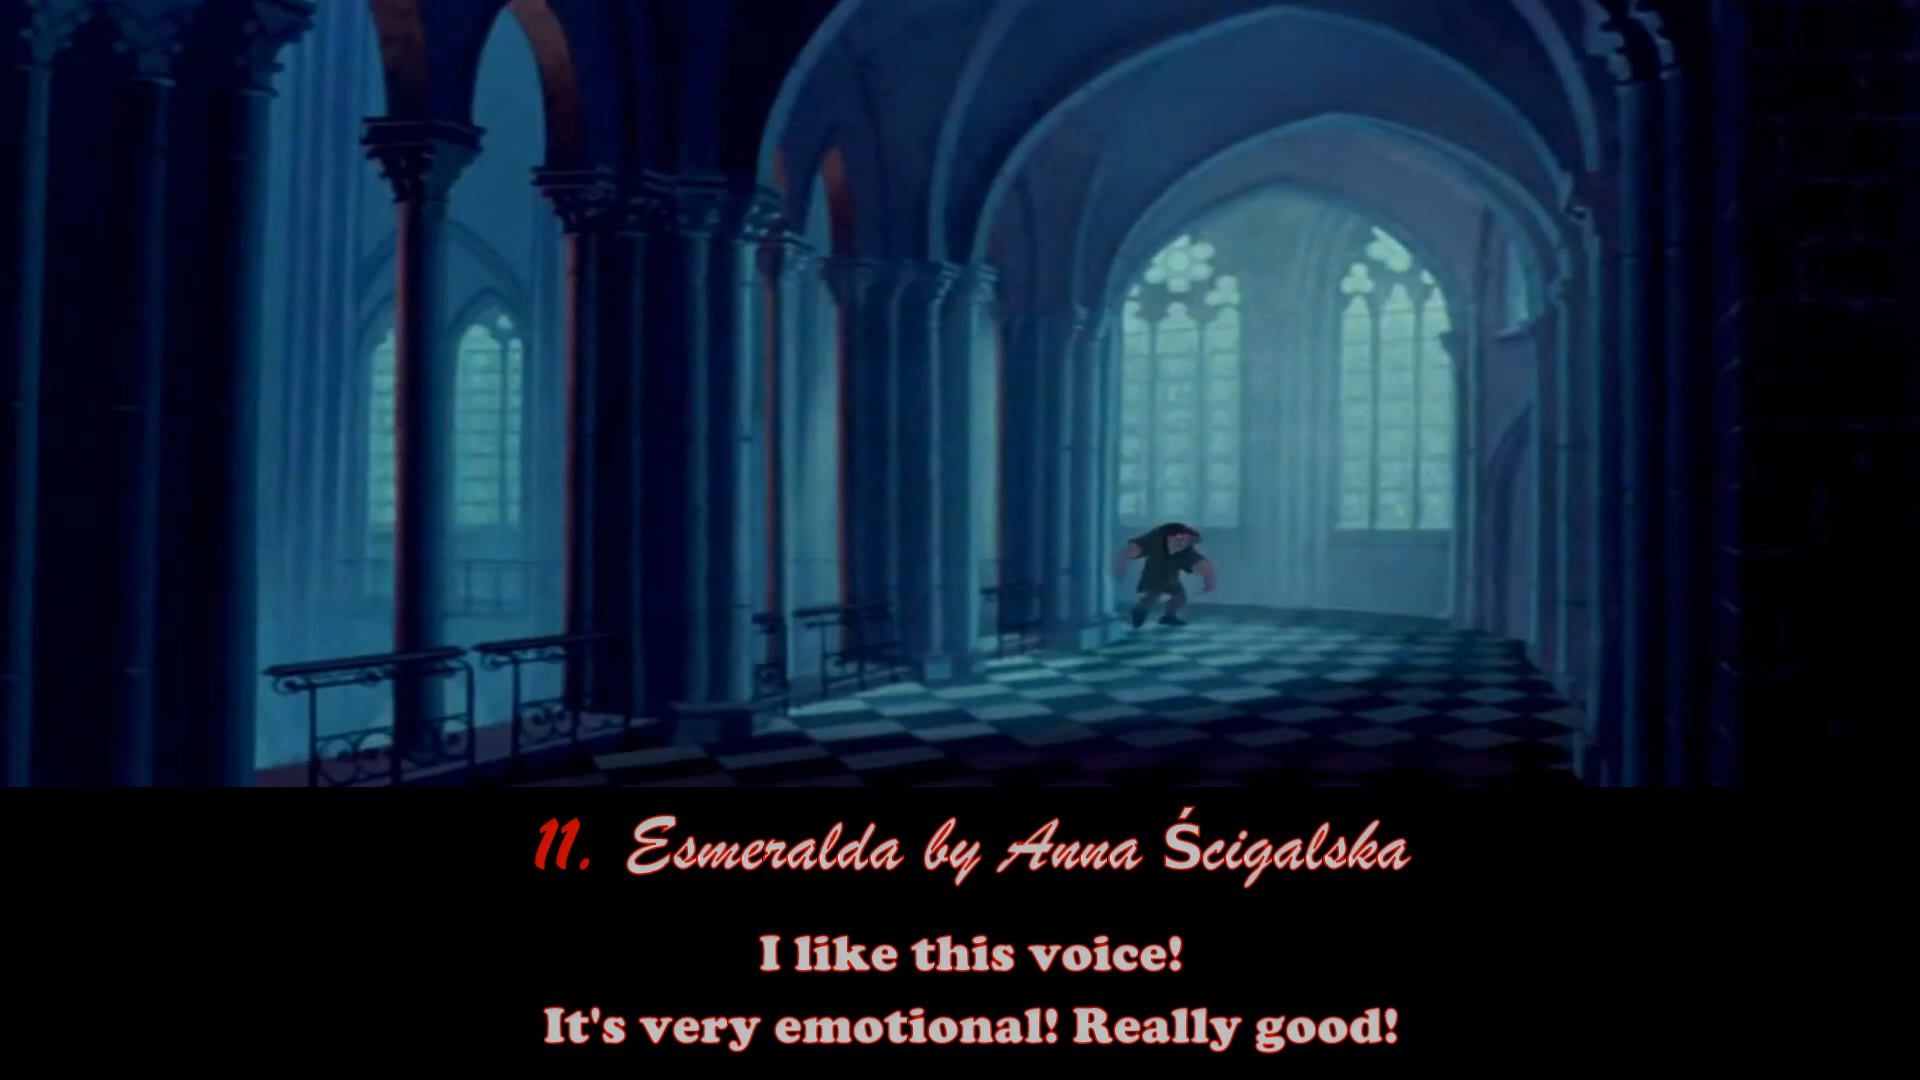 11. Esmeralda by Anna Ścigalska
I like this voice!
It's very emotional! Really good!